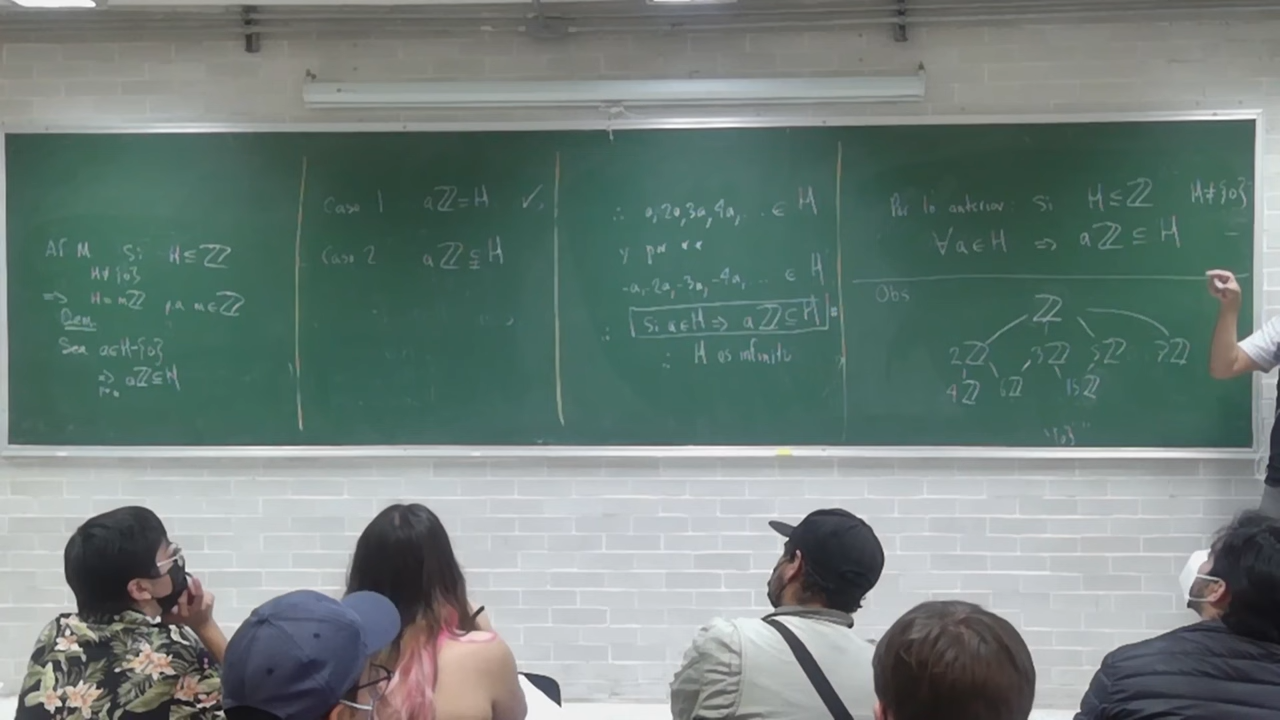 Si H ≤ ℤ
H≠{0}
⇒ H = mℤ p.a. m∈ℤ
Dem.
Sea a∈H-{0}
⇒ aℤ⊆H
Caso 1 aℤ=H ✓.
Caso 2 aℤ⊊H
∴ a, 2a, 3a, 4a, ... ∈ H
y por
-a, -2a, -3a, -4a, ... ∈ H
∴ Si a∈H ⇒ aℤ⊆H
∴ H es infinito
Por lo anterior: Si H≤ℤ H≠{0}
∀a∈H ⇒ aℤ⊆H
Obs
ℤ
2ℤ 3ℤ 5ℤ 7ℤ
4ℤ 6ℤ 15ℤ
"{0}"